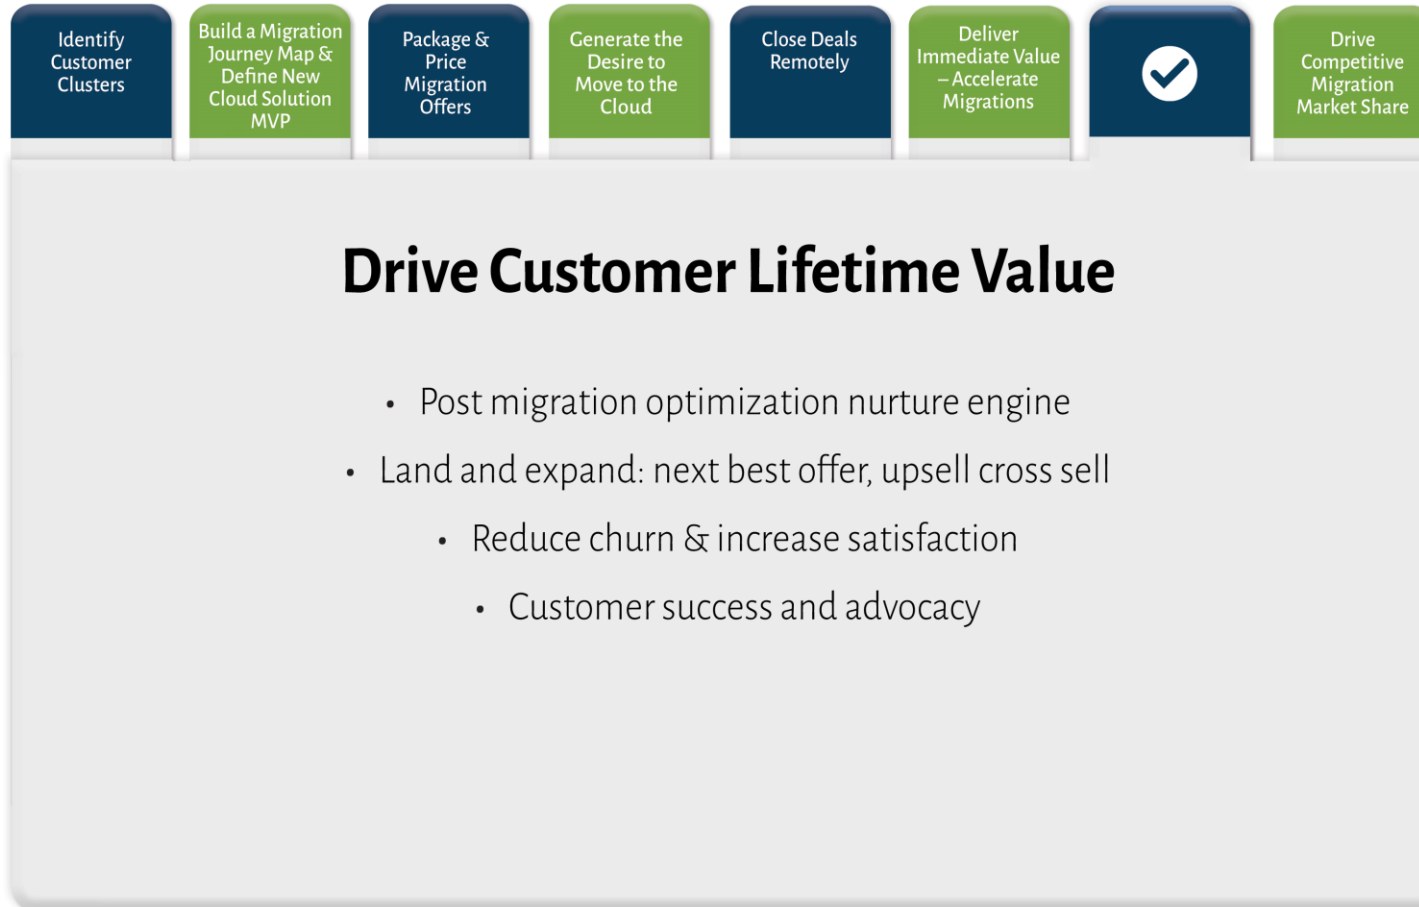 Identify
Customer
Clusters
Build a Migration
Journey Map &
Define New
Cloud Solution
MVP
Package &
Price
Migration
Offers
Generate the
Desire to
Move to the
Cloud
Close Deals
Remotely
Deliver
Immediate Value
– Accelerate
Migrations
Drive
Competitive
Migration
Market Share
Drive Customer Lifetime Value
• Post migration optimization nurture engine
• Land and expand: next best offer, upsell cross sell
• Reduce churn & increase satisfaction
• Customer success and advocacy